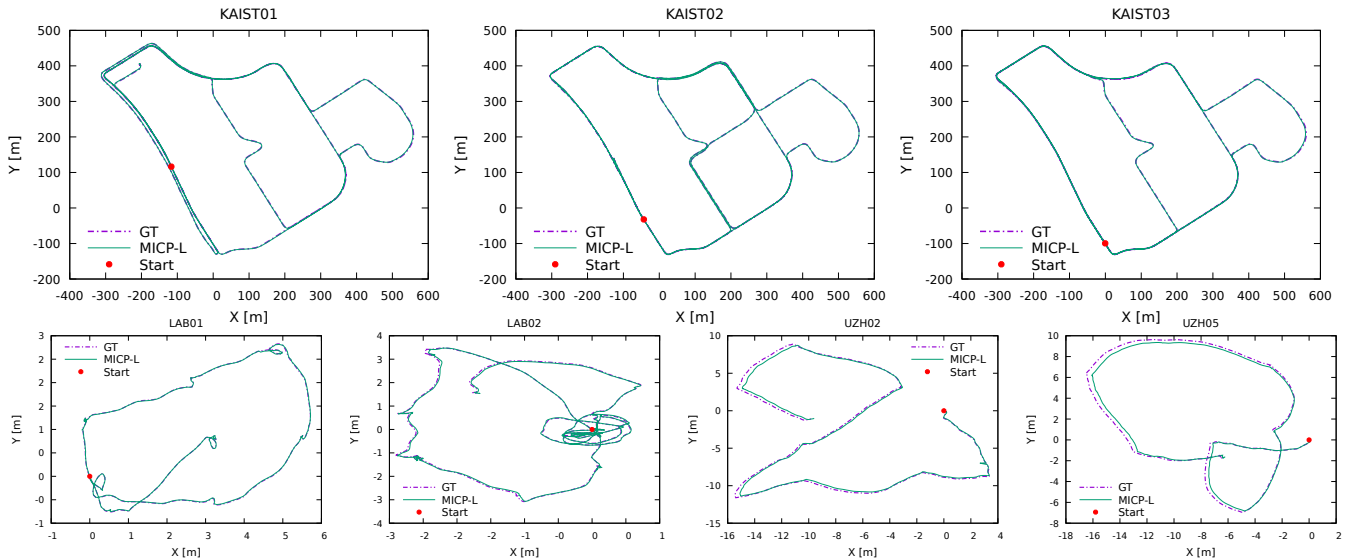 KAIST01
500
400
300
200
100
0
-100
-200
Y [m]
GT
MICP-L
Start
-400 -300 -200 -100 0 100 200 300 400 500 600
X [m]
KAIST02
500
400
300
200
100
0
-100
-200
Y [m]
GT
MICP-L
Start
-400 -300 -200 -100 0 100 200 300 400 500 600
X [m]
KAIST03
500
400
300
200
100
0
-100
-200
Y [m]
GT
MICP-L
Start
-400 -300 -200 -100 0 100 200 300 400 500 600
X [m]
LAB01
3
2
2
2
1
0
0
-0
-1
Y [m]
GT
MICP-L
Start
-1 0 1 2 3 4 5 6
X [m]
LAB02
4
3
2
1
0
-1
-2
-3
-4
Y [m]
GT
MICP-L
Start
-3 -2 -2 -2 -1 -0 0 0 1
X [m]
UZH02
10
5
0
-5
-10
-15
Y [m]
GT
MICP-L
Start
-16 -14 -12 -10 -8 -6 -4 -2 0 2 4
X [m]
UZH05
10
8
6
4
2
0
-2
-4
-6
-8
Y [m]
GT
MICP-L
Start
-18 -16 -14 -12 -10 -8 -6 -4 -2 0 2
X [m]